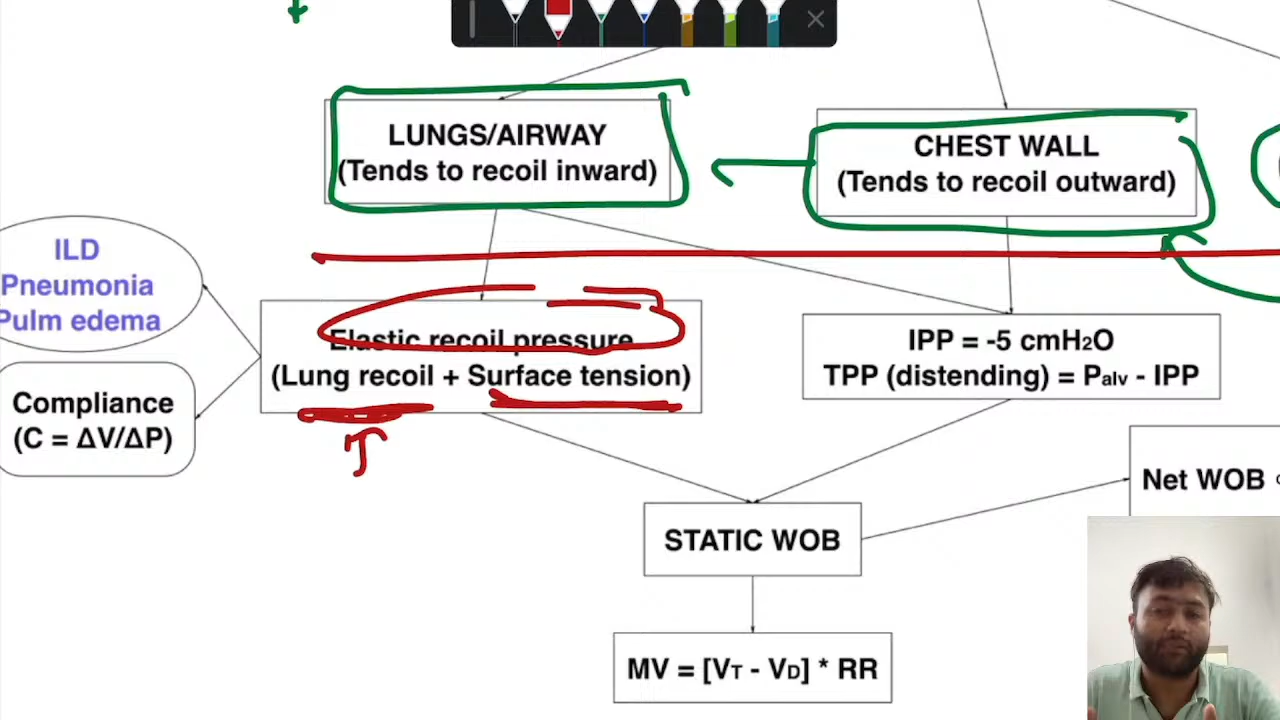 LUNGS/AIRWAY
(Tends to recoil inward)
CHEST WALL
(Tends to recoil outward)
ILD
Pneumonia
Pulm edema
Elastic recoil pressure
(Lung recoil + Surface tension)
IPP = -5 cmH₂O
TPP (distending) = Palv - IPP
Compliance
(C = ΔV/ΔP)
T
Net WOB
STATIC WOB
MV = [VT - VD] * RR